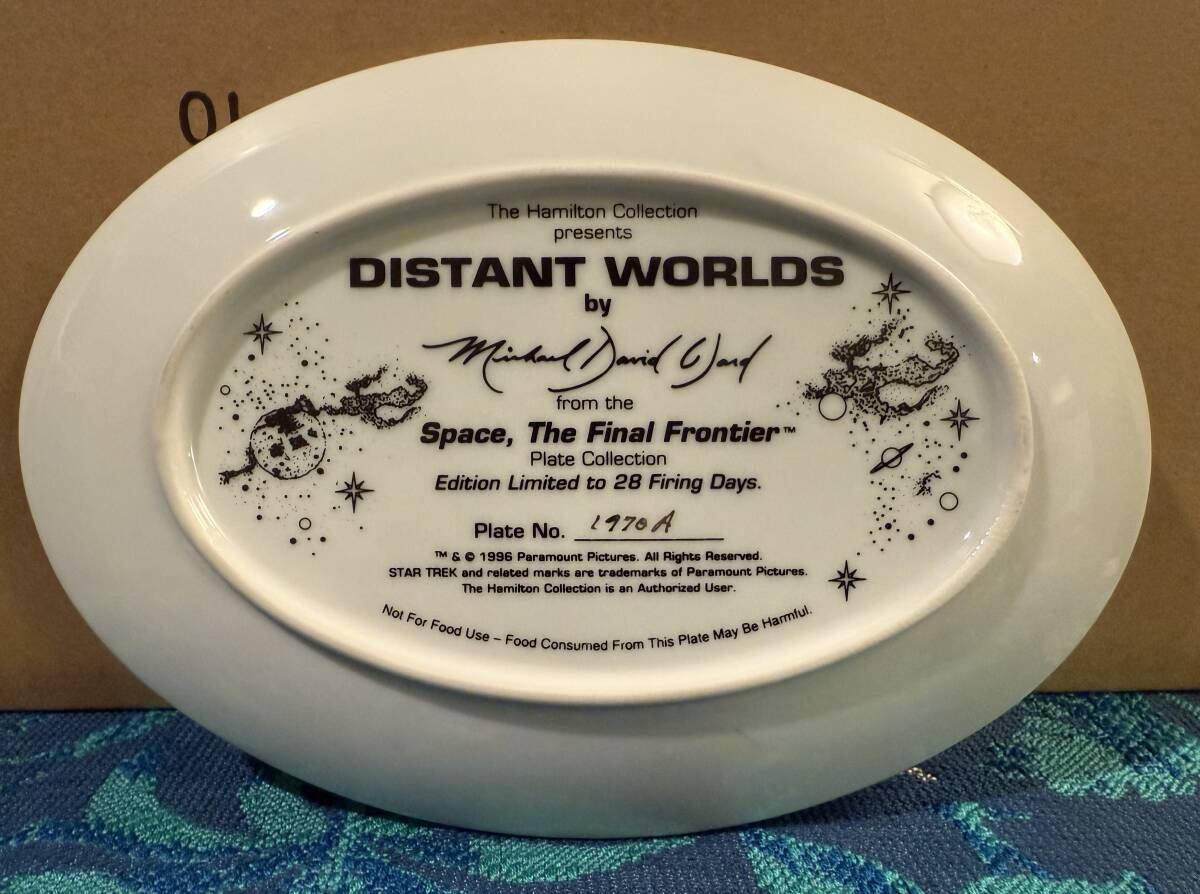 The Hamilton Collection
presents
DISTANT WORLDS
by
Michael David Ward
from the
Space, The Final Frontier™
Plate Collection
Edition Limited to 28 Firing Days.
Plate No. 1970A
™ & © 1996 Paramount Pictures. All Rights Reserved.
STAR TREK and related marks are trademarks of Paramount Pictures.
The Hamilton Collection is an Authorized User.
Not For Food Use – Food Consumed From This Plate May Be Harmful.